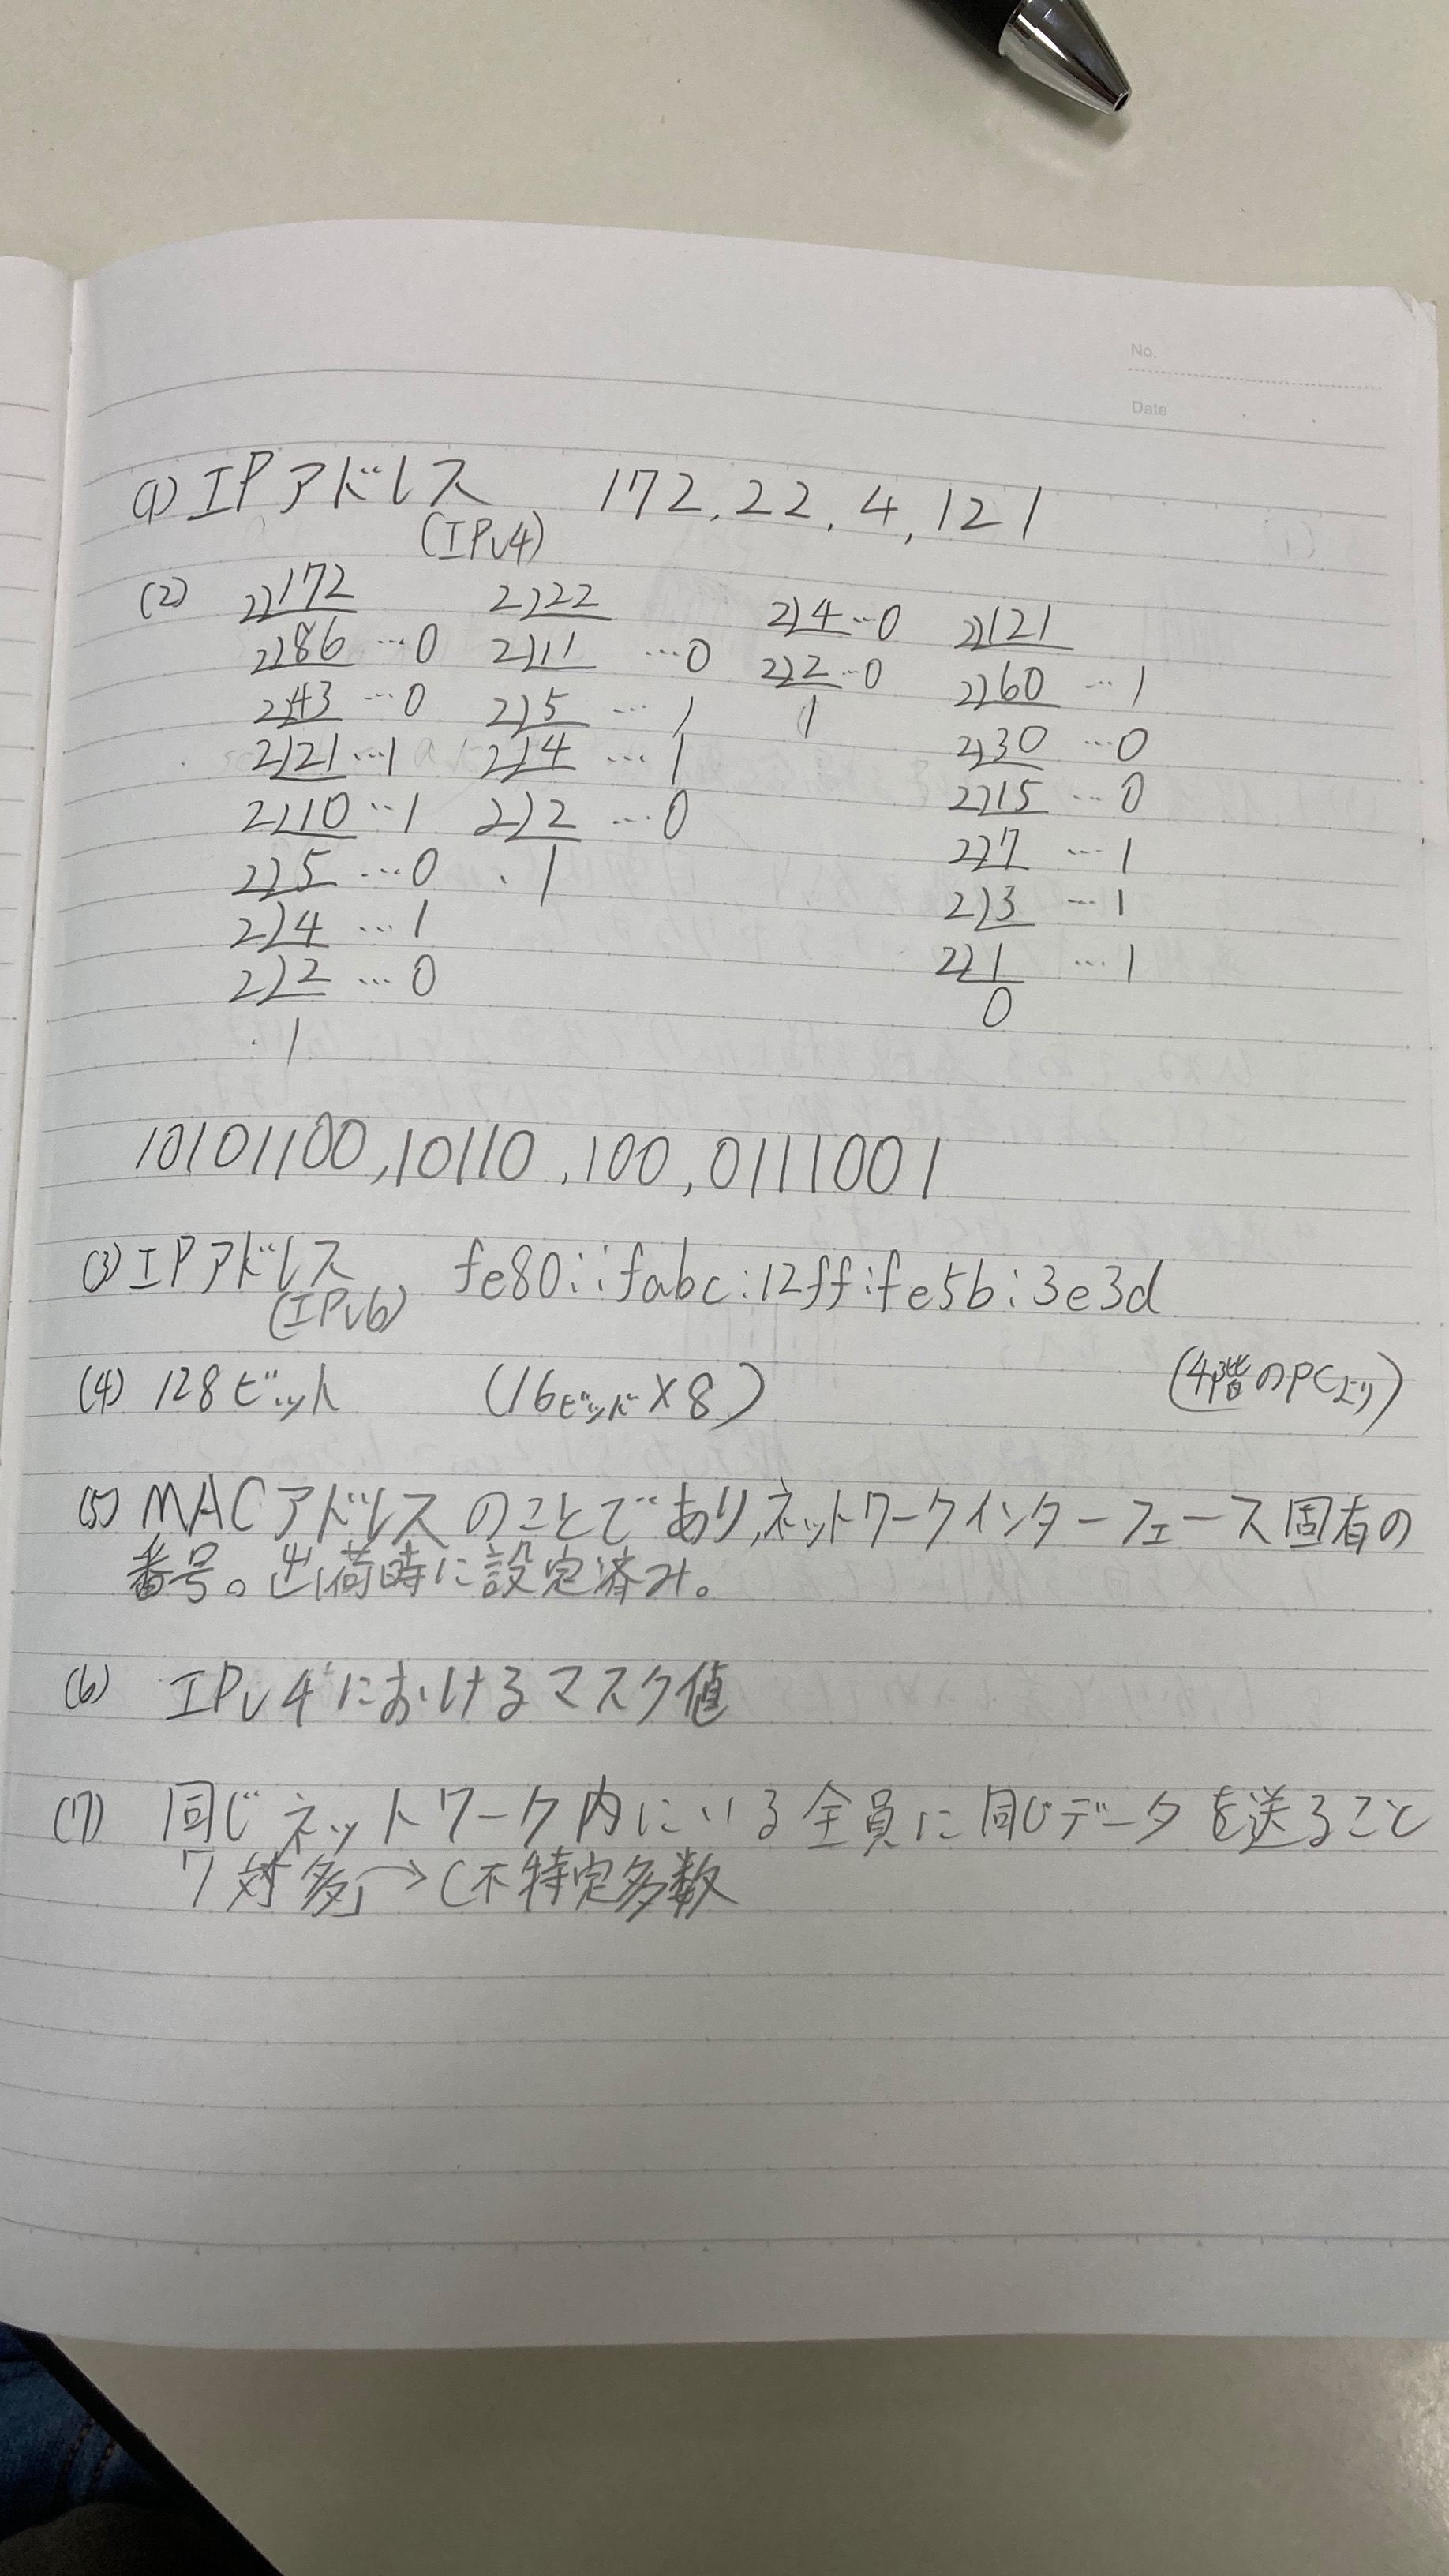 No.
Date
(1) IPアドレス 172.22.4.121
(IPv4)
(2) 2)172 2)22 2)4…0 2)121
2)86 …0 2)11 …0 2)2…0 2)60 …1
2)43 …0 2)5 …1 1 2)30 …0
2)21 …1 2)4 …1 2)15 …0
2)10 …1 2)2 …0 2)7 …1
2)5 …0 1 2)3 …1
2)4 …1 2)1 …1
2)2 …0 0
1
10101100,10110,100,0111001
(3) IPアドレス fe80::fabc:12ff:fe5b:3e3d
(IPv6)
(4) 128ビット (16ビット×8) (4階のPCより)
(5) MACアドレスのことであり、ネットワークインターフェース固有の
番号。出荷時に設定済み。
(6) IPv4におけるマスク値
(7) 同じネットワーク内にいる全員に同じデータを送ること
「1対多」→(不特定多数